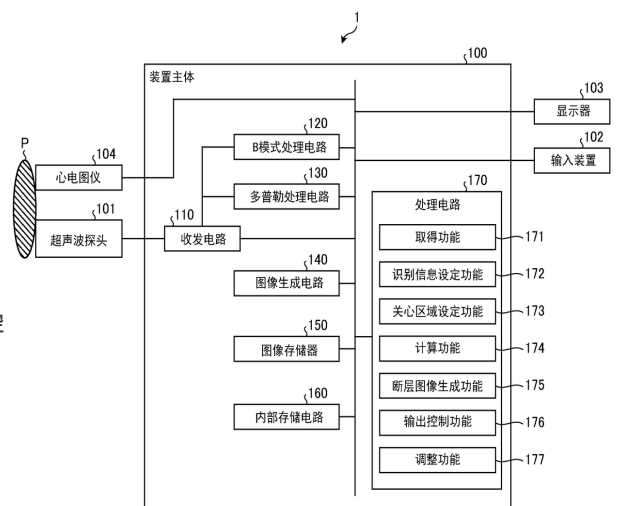 1
100
装置主体
103
显示器
P
104
心电图仪
120
B模式处理电路
102
输入装置
130
多普勒处理电路
170
处理电路
101
超声波探头
110
收发电路
取得功能
171
140
图像生成电路
识别信息设定功能
172
关心区域设定功能
173
150
图像存储器
计算功能
174
断层图像生成功能
175
160
内部存储电路
输出控制功能
176
调整功能
177